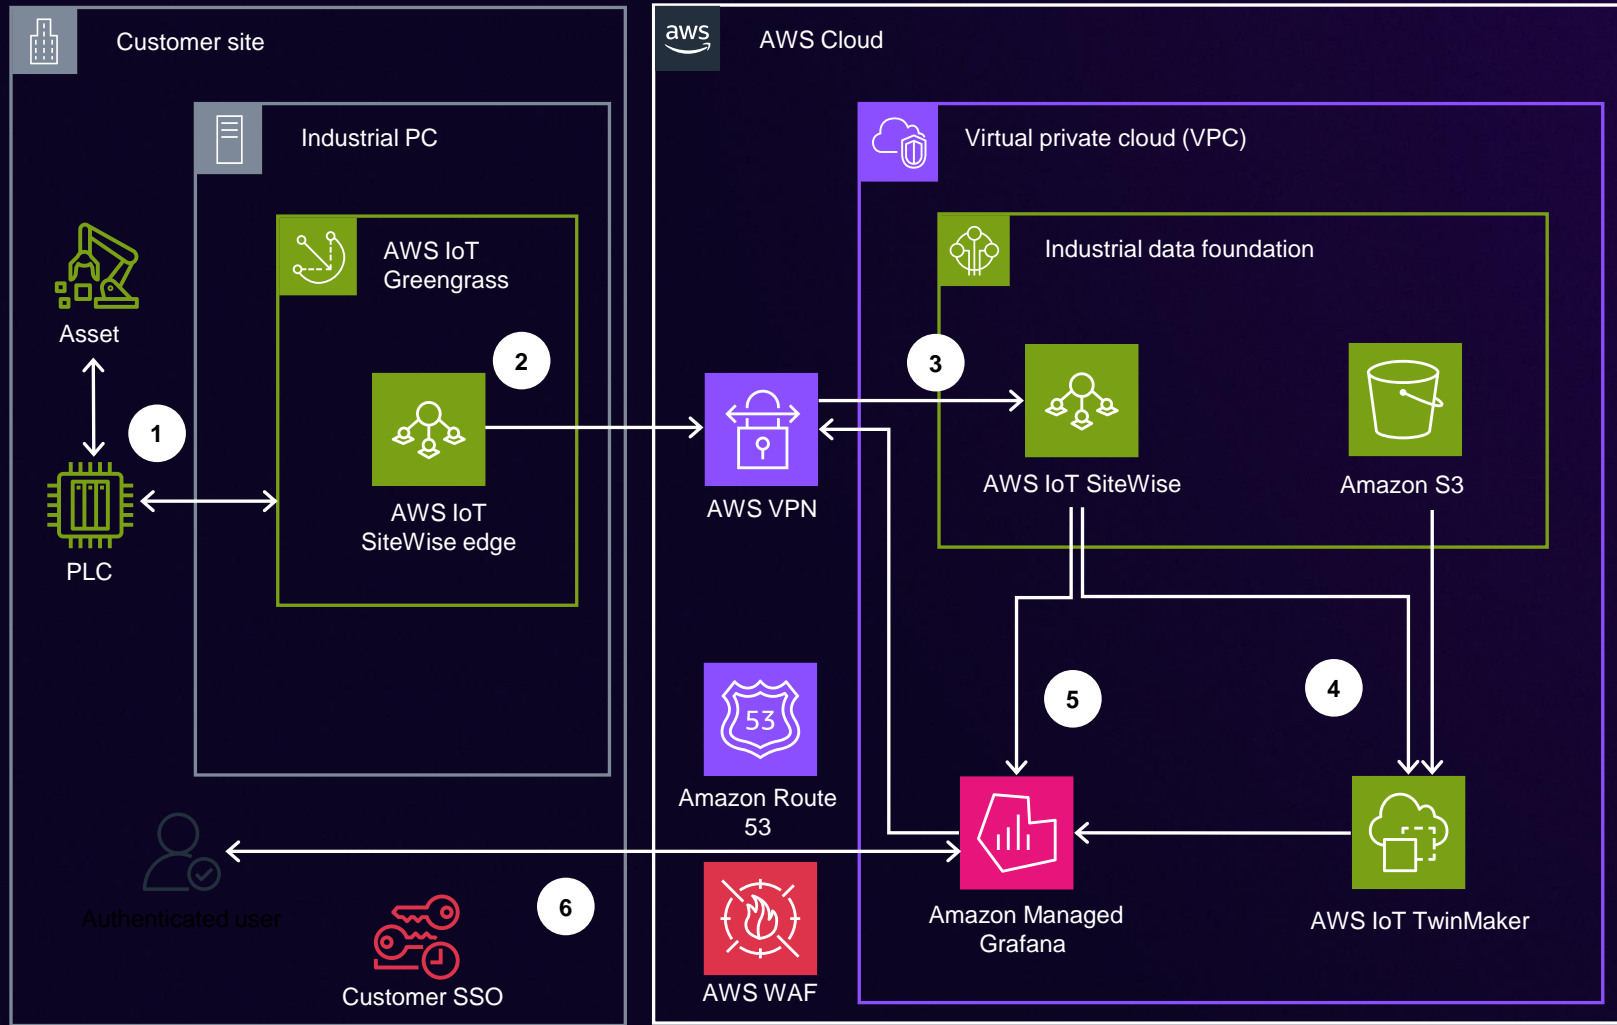 Customer site
aws
AWS Cloud
Industrial PC
Virtual private cloud (VPC)
AWS IoT
Greengrass
Industrial data foundation
Asset
2
3
1
AWS IoT SiteWise
Amazon S3
AWS VPN
AWS IoT
SiteWise edge
PLC
53
5
4
Amazon Route
53
Authenticated user
6
Customer SSO
AWS WAF
Amazon Managed
Grafana
AWS IoT TwinMaker